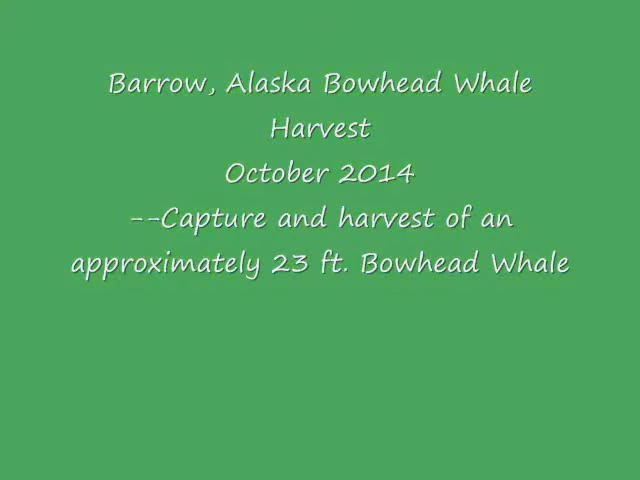 Barrow, Alaska Bowhead Whale
Harvest
October 2014
--Capture and harvest of an
approximately 23 ft. Bowhead Whale